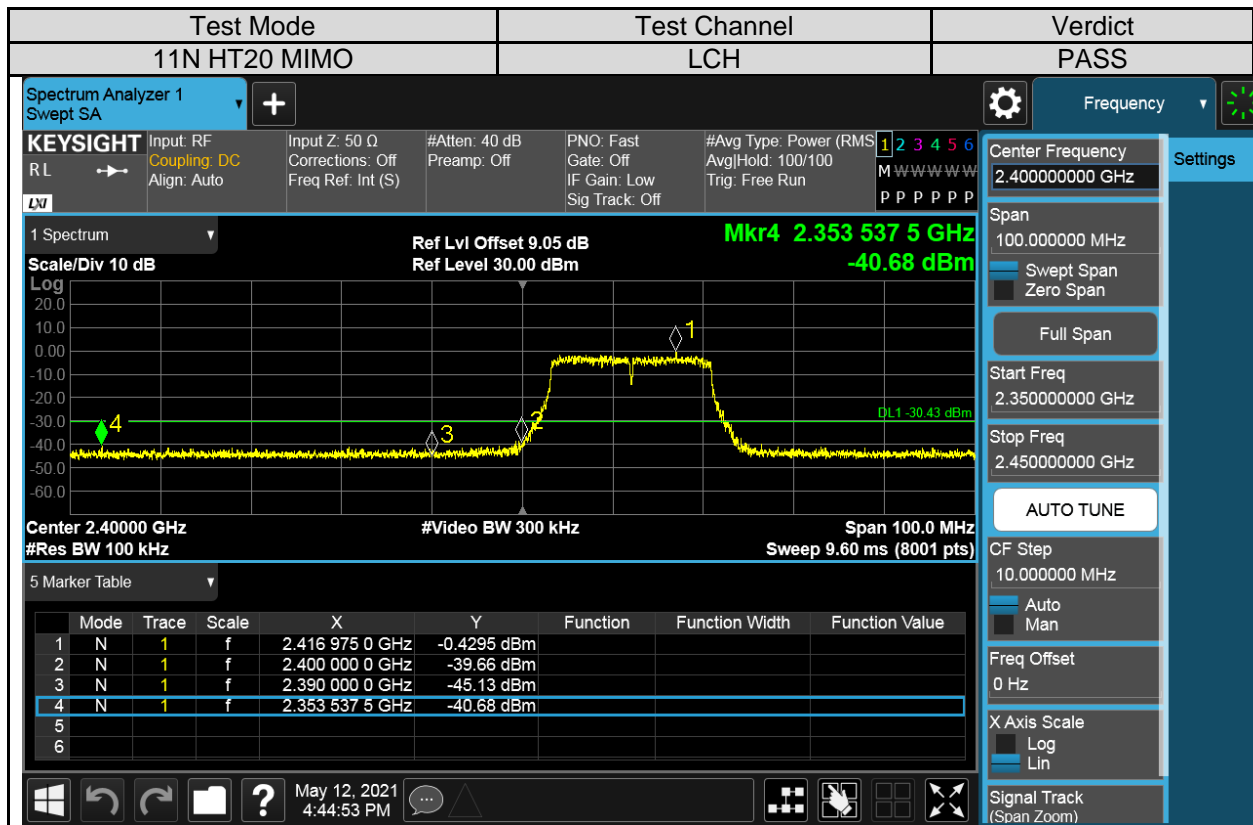 Test Mode Test Channel Verdict
11N HT20 MIMO LCH PASS
Spectrum Analyzer 1
Swept SA
Frequency
KEYSIGHT
RL
LXI
Input: RF
Coupling: DC
Align: Auto
Input Z: 50 Ω
Corrections: Off
Freq Ref: Int (S)
#Atten: 40 dB
Preamp: Off
PNO: Fast
Gate: Off
IF Gain: Low
Sig Track: Off
#Avg Type: Power (RMS
Avg|Hold: 100/100
Trig: Free Run
1 2 3 4 5 6
M W W W W W
P P P P P P
1 Spectrum
Scale/Div 10 dB
Ref Lvl Offset 9.05 dB
Ref Level 30.00 dBm
Mkr4 2.353 537 5 GHz
-40.68 dBm
Log
20.0
10.0
0.00
-10.0
-20.0
-30.0
-40.0
-50.0
-60.0
1
2
3
4
DL1 -30.43 dBm
Center 2.40000 GHz #Video BW 300 kHz Span 100.0 MHz
#Res BW 100 kHz Sweep 9.60 ms (8001 pts)
5 Marker Table
Mode Trace Scale X Y Function Function Width Function Value
1 N 1 f 2.416 975 0 GHz -0.4295 dBm
2 N 1 f 2.400 000 0 GHz -39.66 dBm
3 N 1 f 2.390 000 0 GHz -45.13 dBm
4 N 1 f 2.353 537 5 GHz -40.68 dBm
5
6
May 12, 2021
4:44:53 PM
Center Frequency
2.400000000 GHz
Settings
Span
100.000000 MHz
Swept Span
Zero Span
Full Span
Start Freq
2.350000000 GHz
Stop Freq
2.450000000 GHz
AUTO TUNE
CF Step
10.000000 MHz
Auto
Man
Freq Offset
0 Hz
X Axis Scale
Log
Lin
Signal Track
(Span Zoom)